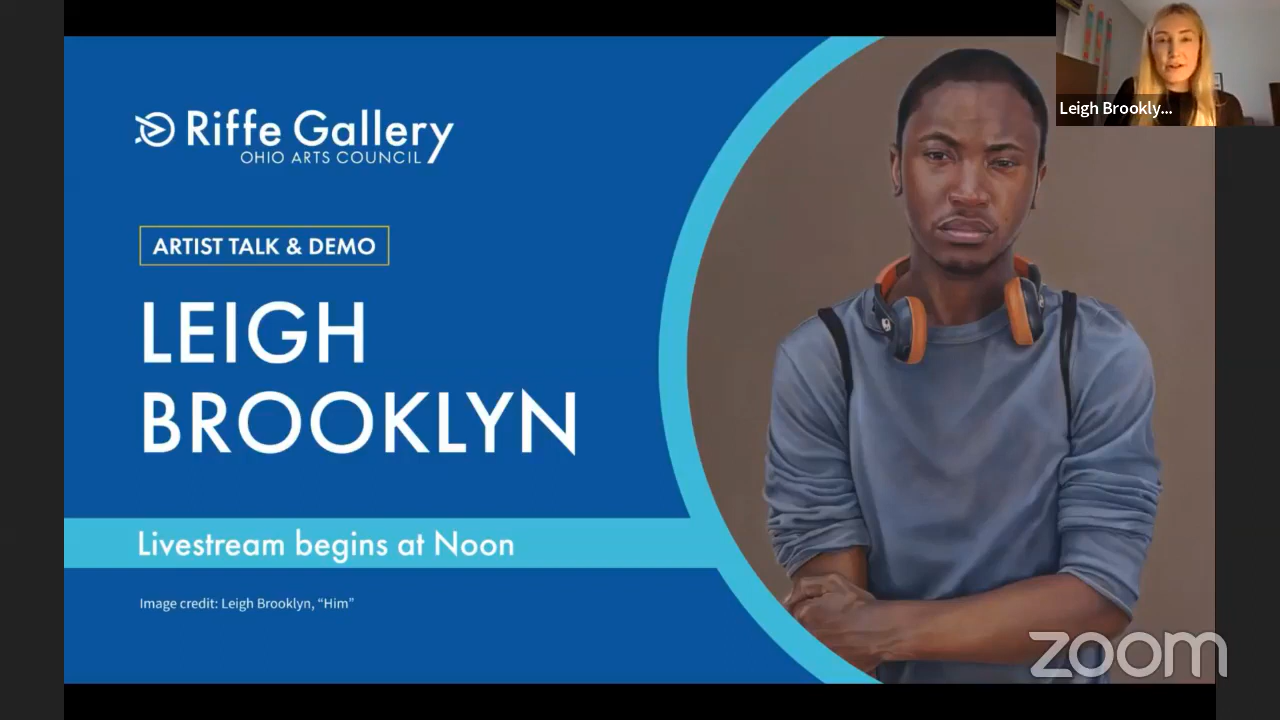 Riffe Gallery
OHIO ARTS COUNCIL
ARTIST TALK & DEMO
LEIGH
BROOKLYN
Livestream begins at Noon
Image credit: Leigh Brooklyn, “Him”
Leigh Brookly...
zoom